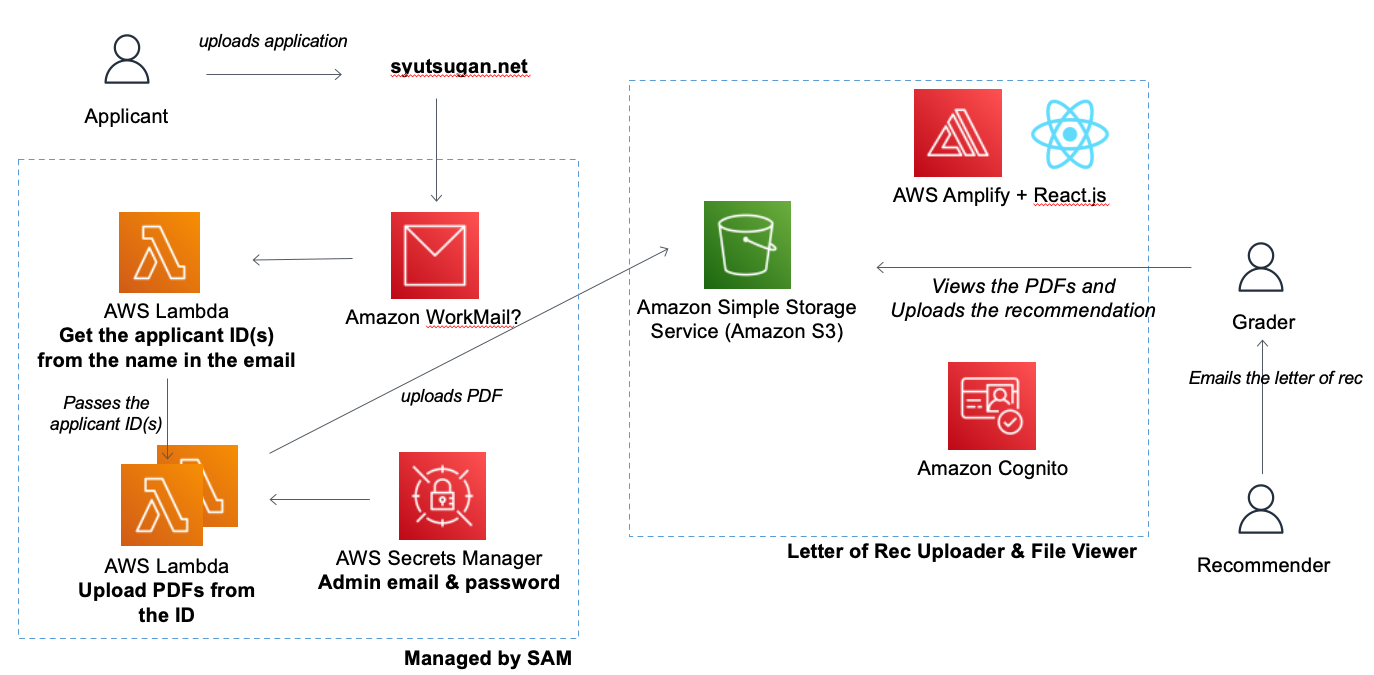 uploads application
syutsugan.net
Applicant
AWS Amplify + React.js
AWS Lambda
Get the applicant ID(s)
from the name in the email
Amazon WorkMail?
Amazon Simple Storage
Service (Amazon S3)
Views the PDFs and
Uploads the recommendation
Grader
Passes the
applicant ID(s)
uploads PDF
Emails the letter of rec
Amazon Cognito
AWS Lambda
Upload PDFs from
the ID
AWS Secrets Manager
Admin email & password
Letter of Rec Uploader & File Viewer
Recommender
Managed by SAM